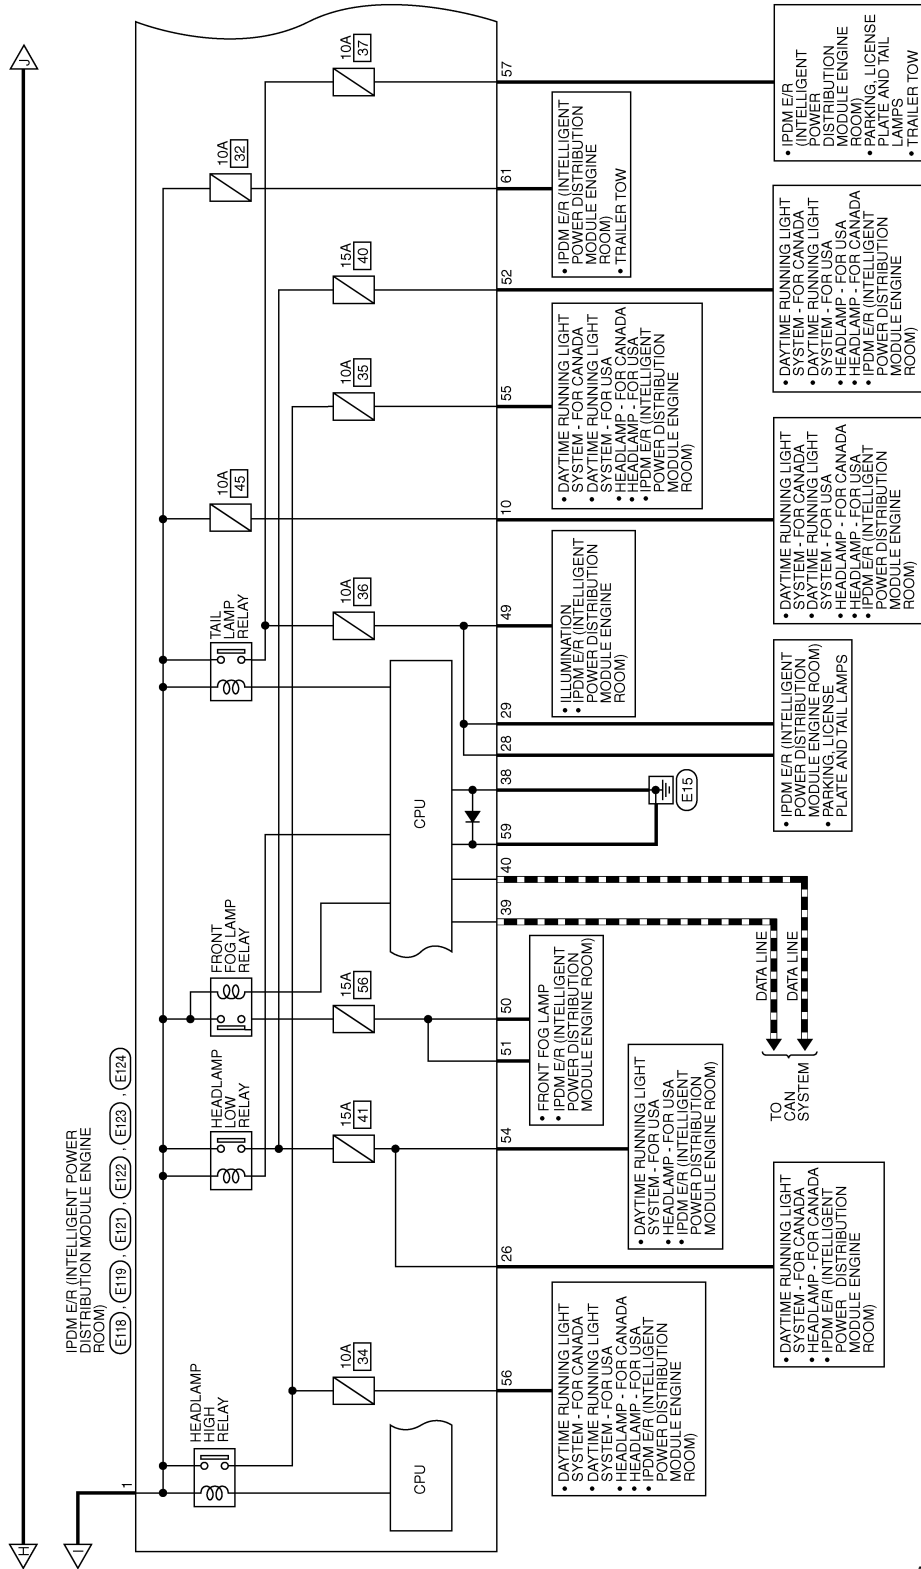 H
J
I
1
IPDM E/R (INTELLIGENT POWER
DISTRIBUTION MODULE ENGINE
ROOM)
E118 , E119 , E121 , E122 , E123 , E124
HEADLAMP
HIGH
RELAY
HEADLAMP
LOW
RELAY
FRONT
FOG LAMP
RELAY
TAIL
LAMP
RELAY
10A
45
10A
32
10A
34
15A
41
15A
56
10A
36
10A
35
15A
40
10A
37
CPU
CPU
56
26
54
51
50
39
40
59
38
28
29
49
10
55
52
61
57
E15
• DAYTIME RUNNING LIGHT
SYSTEM - FOR CANADA
• DAYTIME RUNNING LIGHT
SYSTEM - FOR USA
• HEADLAMP - FOR CANADA
• HEADLAMP - FOR USA
• IPDM E/R (INTELLIGENT
POWER DISTRIBUTION
MODULE ENGINE
ROOM)
• DAYTIME RUNNING LIGHT
SYSTEM - FOR CANADA
• HEADLAMP - FOR CANADA
• IPDM E/R (INTELLIGENT
POWER DISTRIBUTION
MODULE ENGINE
ROOM)
• DAYTIME RUNNING LIGHT
SYSTEM - FOR USA
• HEADLAMP - FOR USA
• IPDM E/R (INTELLIGENT
POWER DISTRIBUTION
MODULE ENGINE ROOM)
• FRONT FOG LAMP
• IPDM E/R (INTELLIGENT
POWER DISTRIBUTION
MODULE ENGINE ROOM)
DATA LINE
DATA LINE
TO
CAN
SYSTEM
• IPDM E/R (INTELLIGENT
POWER DISTRIBUTION
MODULE ENGINE ROOM)
• PARKING, LICENSE
PLATE AND TAIL LAMPS
• ILLUMINATION
• IPDM E/R (INTELLIGENT
POWER DISTRIBUTION
MODULE ENGINE
ROOM)
• DAYTIME RUNNING LIGHT
SYSTEM - FOR CANADA
• DAYTIME RUNNING LIGHT
SYSTEM - FOR USA
• HEADLAMP - FOR CANADA
• HEADLAMP - FOR USA
• IPDM E/R (INTELLIGENT
POWER DISTRIBUTION
MODULE ENGINE
ROOM)
• DAYTIME RUNNING LIGHT
SYSTEM - FOR CANADA
• DAYTIME RUNNING LIGHT
SYSTEM - FOR USA
• HEADLAMP - FOR CANADA
• HEADLAMP - FOR USA
• IPDM E/R (INTELLIGENT
POWER DISTRIBUTION
MODULE ENGINE
ROOM)
• DAYTIME RUNNING LIGHT
SYSTEM - FOR CANADA
• DAYTIME RUNNING LIGHT
SYSTEM - FOR USA
• HEADLAMP - FOR USA
• HEADLAMP - FOR CANADA
• IPDM E/R (INTELLIGENT
POWER DISTRIBUTION
MODULE ENGINE
ROOM)
• IPDM E/R (INTELLIGENT
POWER DISTRIBUTION
MODULE ENGINE
ROOM)
• TRAILER TOW
• IPDM E/R
(INTELLIGENT
POWER
DISTRIBUTION
MODULE ENGINE
ROOM)
• PARKING, LICENSE
PLATE AND TAIL
LAMPS
• TRAILER TOW